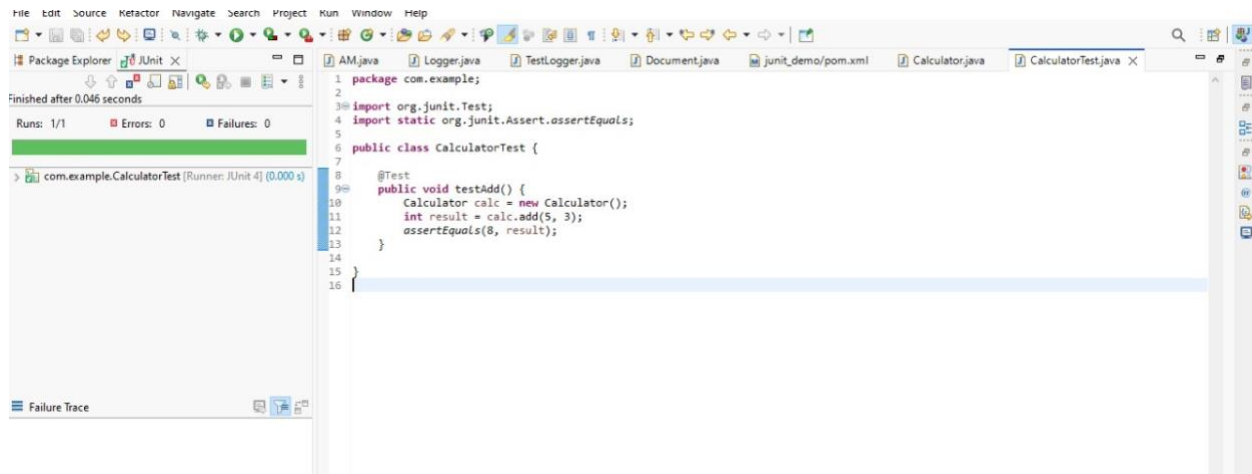 File Edit Source Refactor Navigate Search Project Run Window Help
Package Explorer JUnit
Finished after 0.046 seconds
Runs: 1/1 Errors: 0 Failures: 0
com.example.CalculatorTest [Runner: JUnit 4] (0.000 s)
Failure Trace
AM.java Logger.java TestLogger.java Document.java junit_demo/pom.xml Calculator.java CalculatorTest.java
1 package com.example;
2
3 import org.junit.Test;
4 import static org.junit.Assert.assertEquals;
5
6 public class CalculatorTest {
7
8 @Test
9 public void testAdd() {
10 Calculator calc = new Calculator();
11 int result = calc.add(5, 3);
12 assertEquals(8, result);
13 }
14
15 }
16